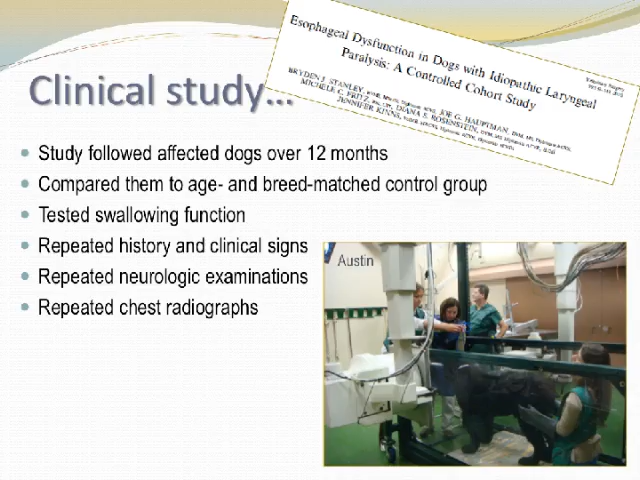 Esophageal Dysfunction in Dogs with Idiopathic Laryngeal
Paralysis: A Controlled Cohort Study
BRYDEN J. STANLEY, JOE G. HAUPTMAN,
MICHELE C. FRITZ, DIANA S. ROSENSTEIN,
JENNIFER KINNS,
Clinical study…
Study followed affected dogs over 12 months
Compared them to age- and breed-matched control group
Tested swallowing function
Repeated history and clinical signs
Repeated neurologic examinations
Repeated chest radiographs
Austin